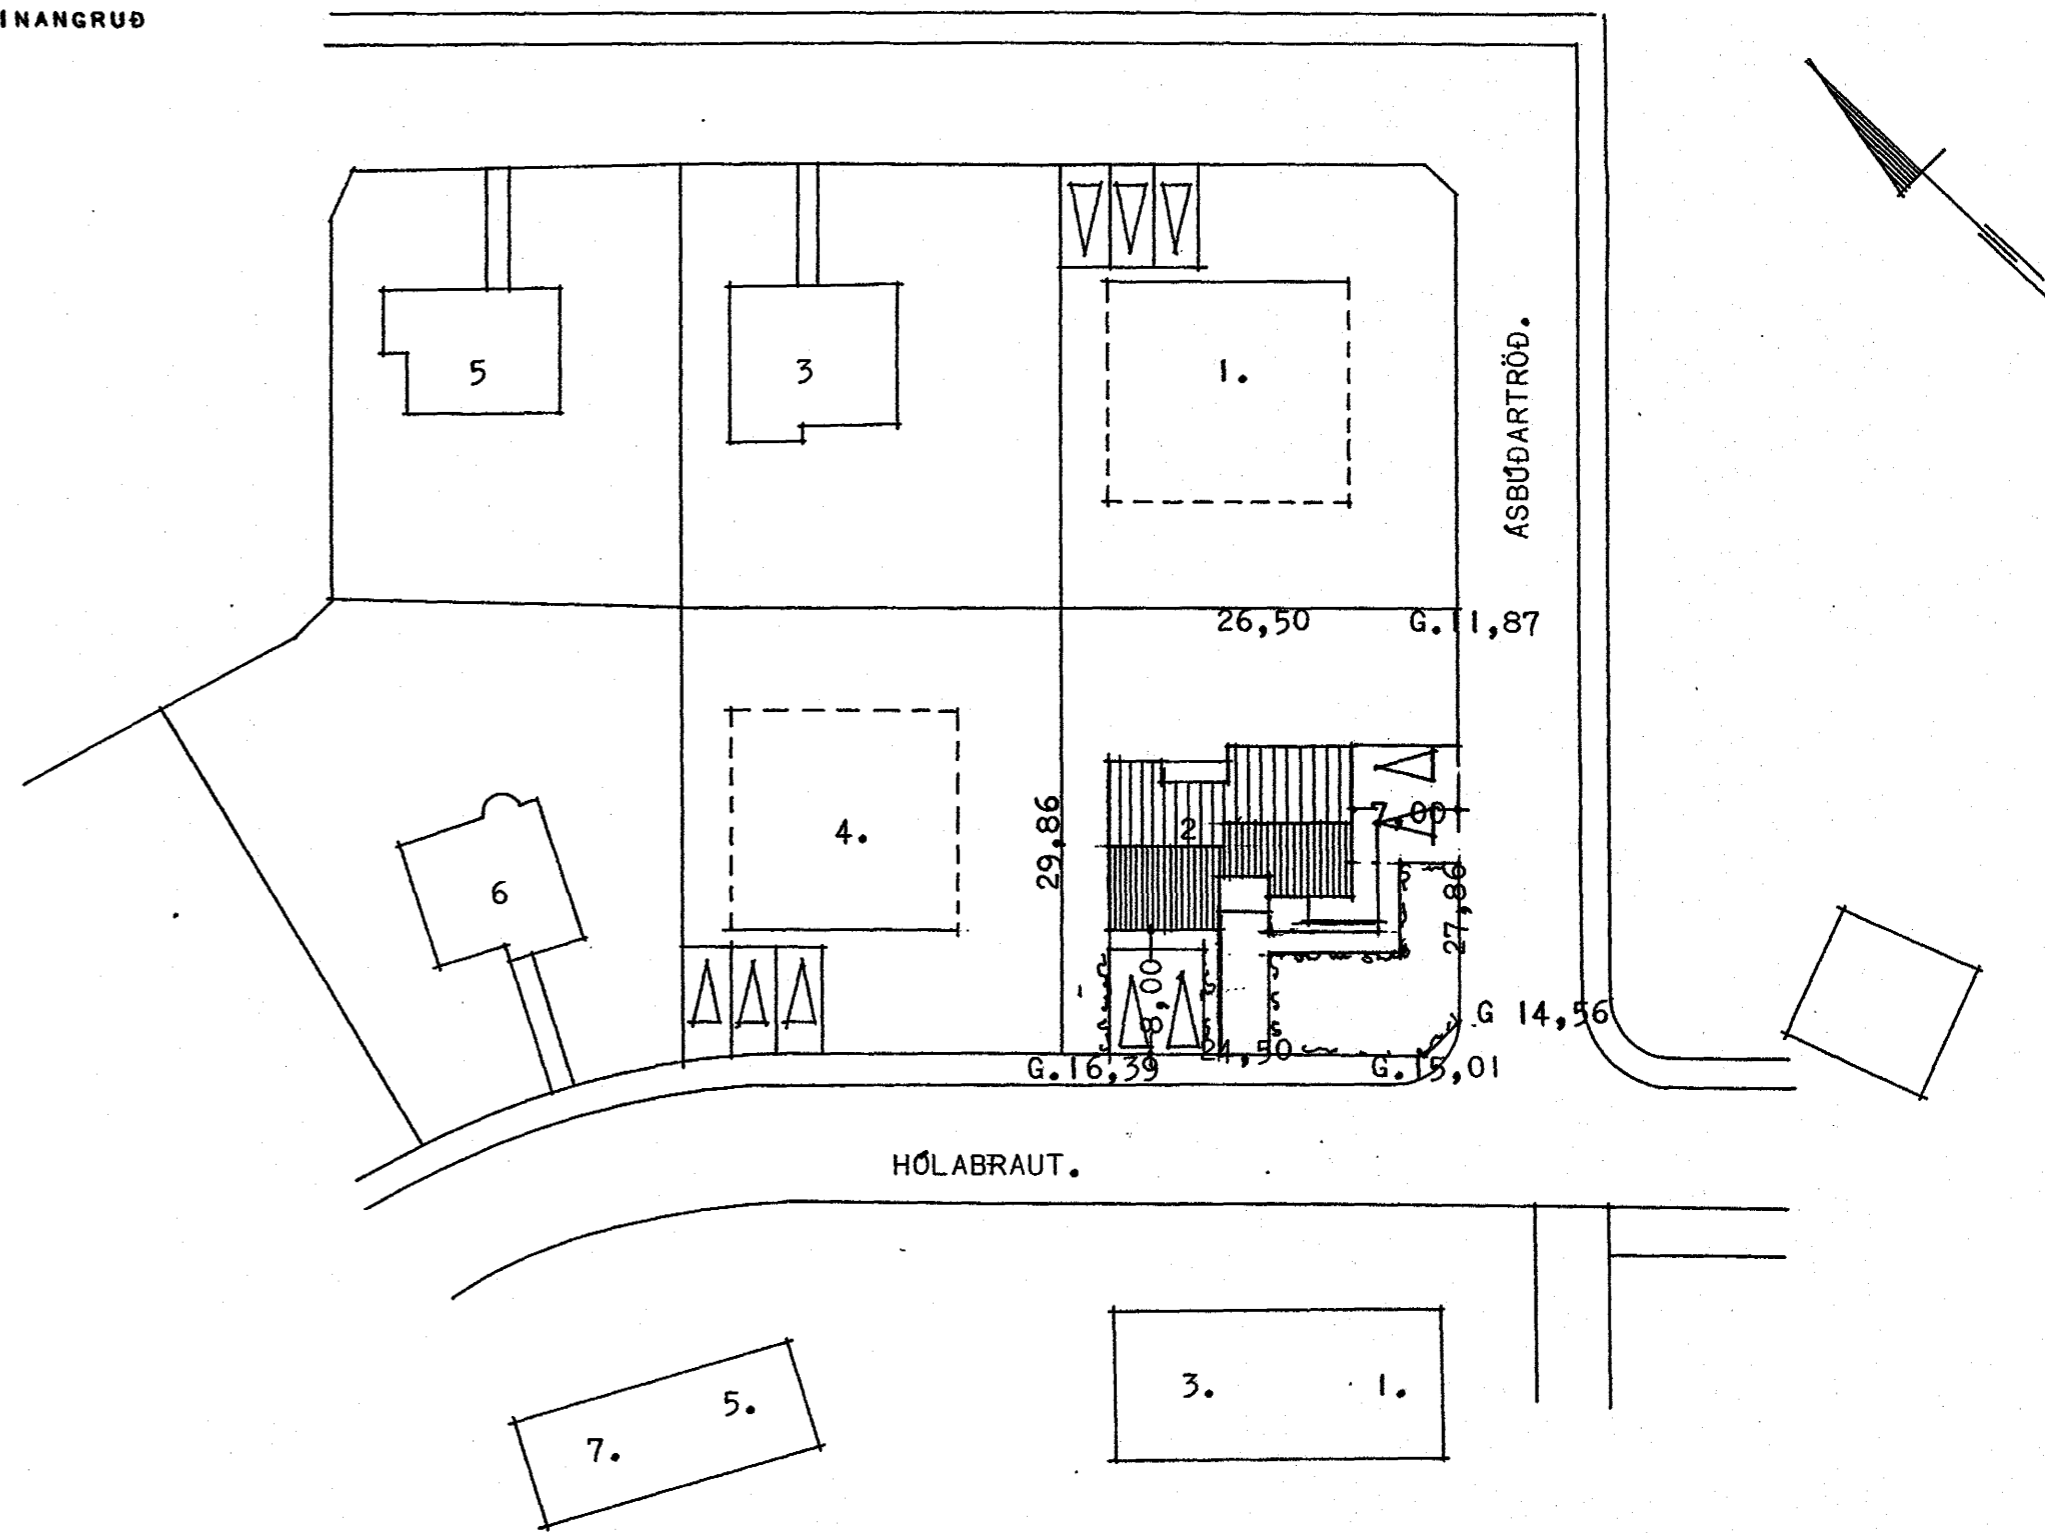 INANGRUÐ
5
3
1.
ÁSBÚÐARTRÖÐ.
26,50
G.11,87
4.
29,86
2
7,00
6
27,86
8,00
G 14,56
24,50
G.16,39
G.15,01
HÓLABRAUT.
3.
1.
5.
7.